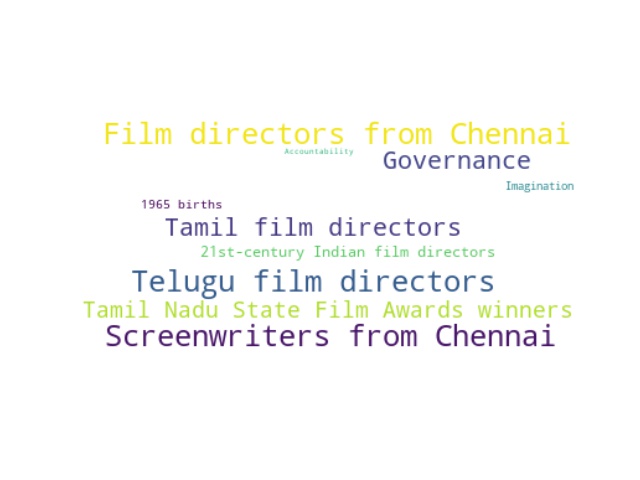 Film directors from Chennai
Accountability
Governance
Imagination
1965 births
Tamil film directors
21st-century Indian film directors
Telugu film directors
Tamil Nadu State Film Awards winners
Screenwriters from Chennai